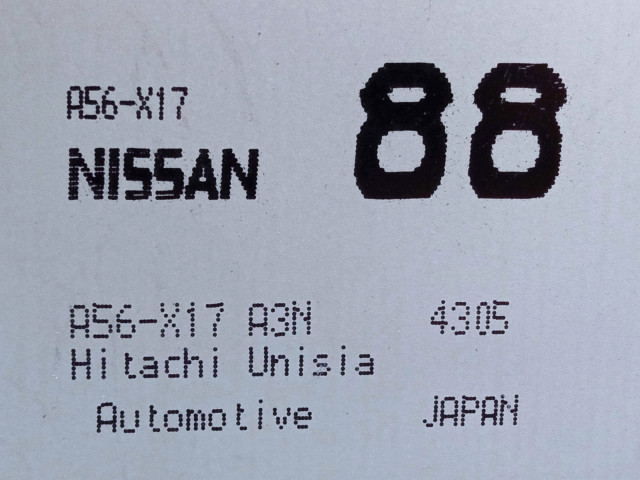 A56-X17
NISSAN 88
A56-X17 A3N 4305
Hitachi Unisia
Automotive JAPAN